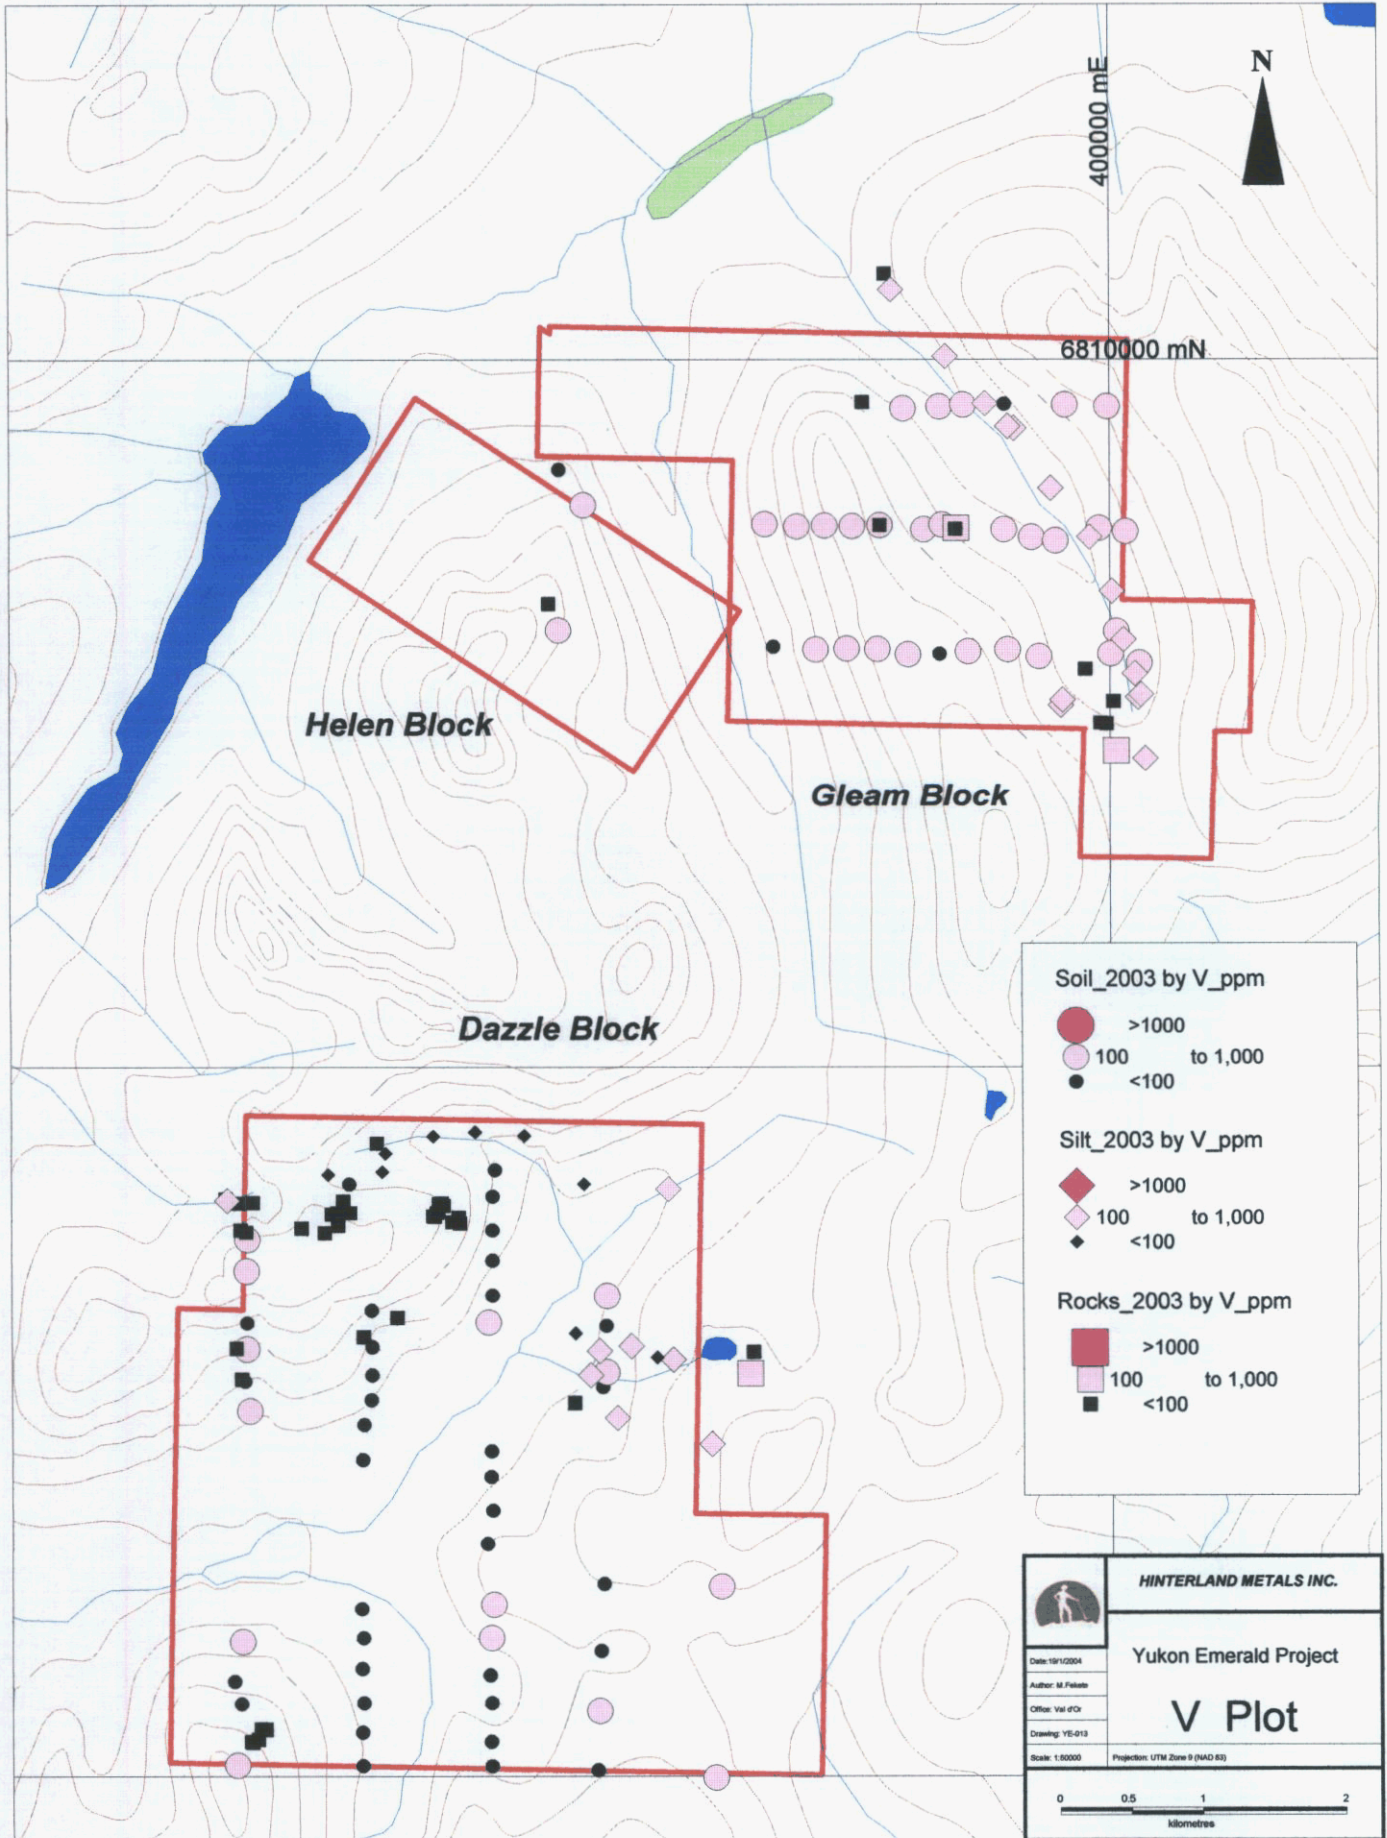 N
400000 mE
6810000 mN
Helen Block
Gleam Block
Dazzle Block
Soil_2003 by V_ppm
>1000
100 to 1,000
<100
Silt_2003 by V_ppm
>1000
100 to 1,000
<100
Rocks_2003 by V_ppm
>1000
100 to 1,000
<100
HINTERLAND METALS INC.
Yukon Emerald Project
V Plot
Date: 19/1/2004
Author: M.Fekete
Office: Val d'Or
Drawing: YE-013
Scale: 1:60000
Projection: UTM Zone 9 (NAD 83)
0 0.5 1 2
kilometres